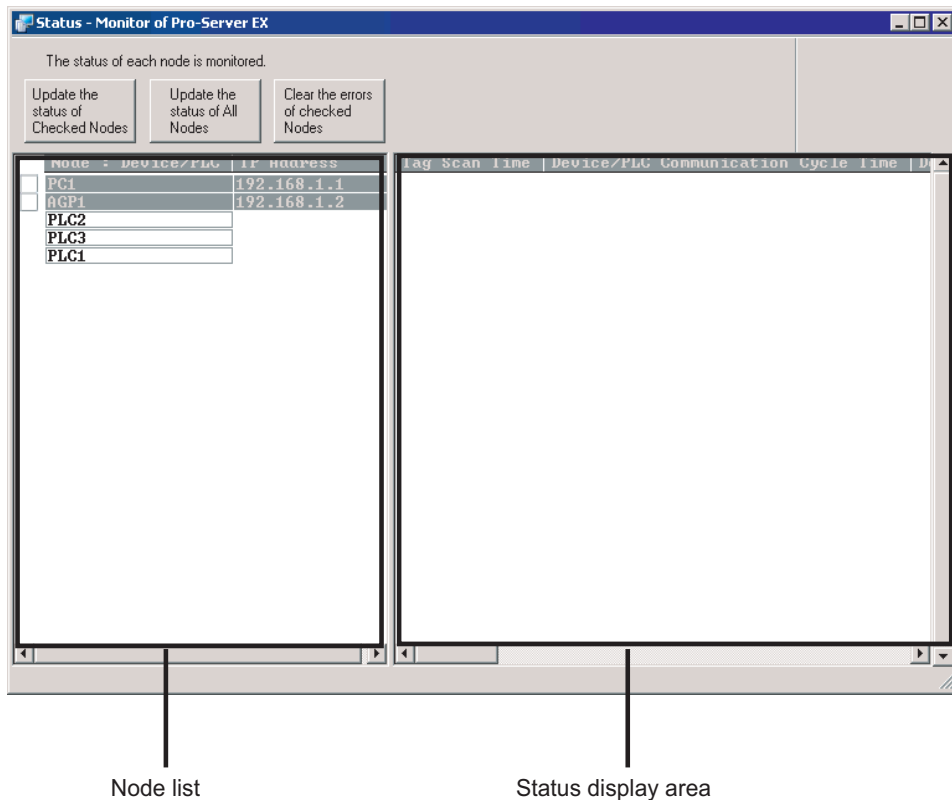 Status - Monitor of Pro-Server EX
The status of each node is monitored.
Update the
status of
Checked Nodes
Update the
status of All
Nodes
Clear the errors
of checked
Nodes
Node : Device/PLC IP Address
Tag Scan Time Device/PLC Communication Cycle Time
PC1 192.168.1.1
AGP1 192.168.1.2
PLC2
PLC3
PLC1
Node list
Status display area